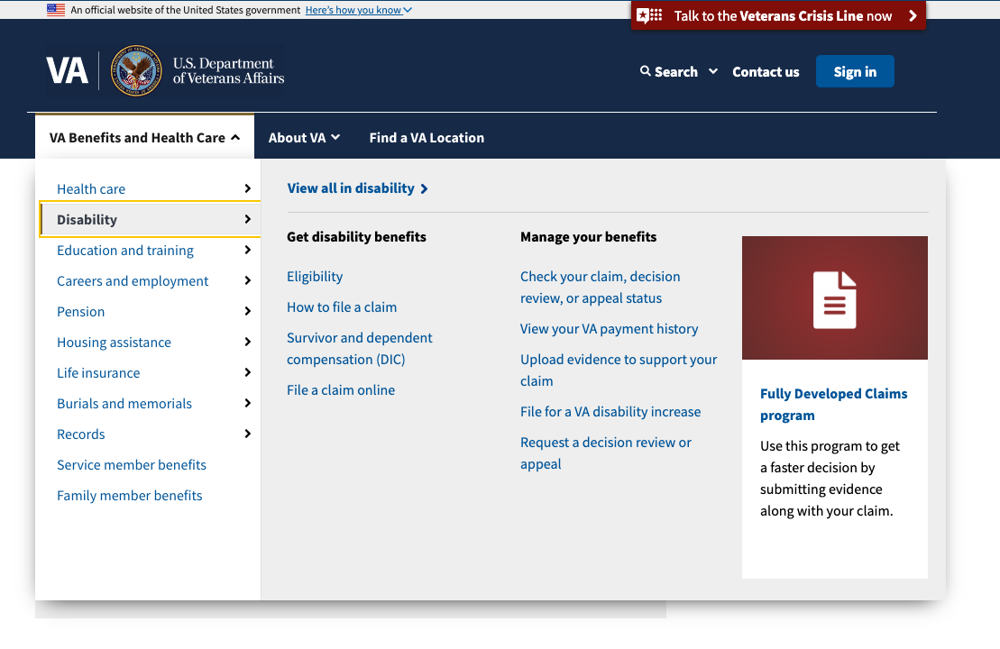 An official website of the United States government Here's how you know
Talk to the Veterans Crisis Line now
VA
U.S. Department
of Veterans Affairs
Search
Contact us
Sign in
VA Benefits and Health Care
About VA
Find a VA Location
Health care
Disability
Education and training
Careers and employment
Pension
Housing assistance
Life insurance
Burials and memorials
Records
Service member benefits
Family member benefits
View all in disability
Get disability benefits
Eligibility
How to file a claim
Survivor and dependent
compensation (DIC)
File a claim online
Manage your benefits
Check your claim, decision
review, or appeal status
View your VA payment history
Upload evidence to support your
claim
File for a VA disability increase
Request a decision review or
appeal
Fully Developed Claims
program
Use this program to get
a faster decision by
submitting evidence
along with your claim.